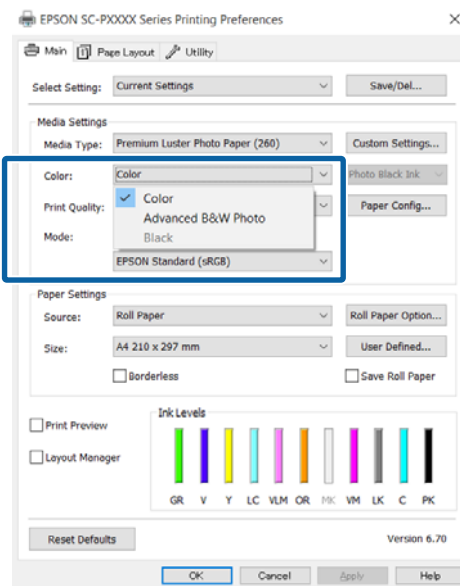 EPSON SC-PXXXX Series Printing Preferences
Main Page Layout Utility
Select Setting: Current Settings Save/Del...
Media Settings
Media Type: Premium Luster Photo Paper (260) Custom Settings...
Color: Color Photo Black Ink
Color
Print Quality: Paper Config...
Advanced B&W Photo
Mode: Black
EPSON Standard (sRGB)
Paper Settings
Source: Roll Paper Roll Paper Option...
Size: A4 210 x 297 mm User Defined...
Borderless Save Roll Paper
Ink Levels
Print Preview
Layout Manager
GR V Y LC VLM OR MK VM LK C PK
Reset Defaults Version 6.70
OK Cancel Apply Help